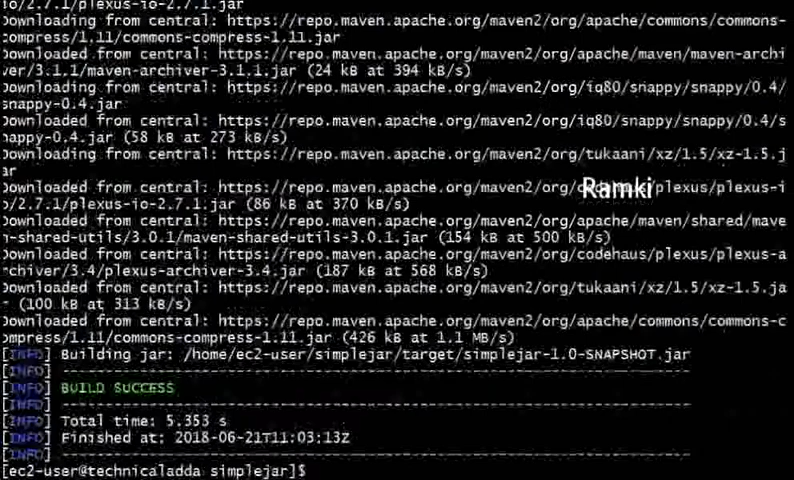 io/2.7.1/plexus-io-2.7.1.jar
Downloading from central: https://repo.maven.apache.org/maven2/org/apache/commons/commons-
compress/1.11/commons-compress-1.11.jar
Downloaded from central: https://repo.maven.apache.org/maven2/org/apache/maven/maven-archi
ver/3.1.1/maven-archiver-3.1.1.jar (24 kB at 394 kB/s)
Downloading from central: https://repo.maven.apache.org/maven2/org/iq80/snappy/snappy/0.4/
snappy-0.4.jar
Downloaded from central: https://repo.maven.apache.org/maven2/org/iq80/snappy/snappy/0.4/s
nappy-0.4.jar (58 kB at 273 kB/s)
Downloading from central: https://repo.maven.apache.org/maven2/org/tukaani/xz/1.5/xz-1.5.j
ar
Downloaded from central: https://repo.maven.apache.org/maven2/org/codehaus/plexus/plexus-i
o/2.7.1/plexus-io-2.7.1.jar (86 kB at 370 kB/s)
Ramki
Downloaded from central: https://repo.maven.apache.org/maven2/org/apache/maven/shared/mave
n-shared-utils/3.0.1/maven-shared-utils-3.0.1.jar (154 kB at 500 kB/s)
Downloaded from central: https://repo.maven.apache.org/maven2/org/codehaus/plexus/plexus-a
rchiver/3.4/plexus-archiver-3.4.jar (187 kB at 568 kB/s)
Downloaded from central: https://repo.maven.apache.org/maven2/org/tukaani/xz/1.5/xz-1.5.ja
r (100 kB at 313 kB/s)
Downloaded from central: https://repo.maven.apache.org/maven2/org/apache/commons/commons-c
ompress/1.11/commons-compress-1.11.jar (426 kB at 1.1 MB/s)
[INFO] Building jar: /home/ec2-user/simplejar/target/simplejar-1.0-SNAPSHOT.jar
[INFO] ------------------------------------------------------------------------
[INFO] BUILD SUCCESS
[INFO] ------------------------------------------------------------------------
[INFO] Total time: 5.353 s
[INFO] Finished at: 2018-06-21T11:03:13Z
[INFO] ------------------------------------------------------------------------
[ec2-user@technicaladda simplejar]$